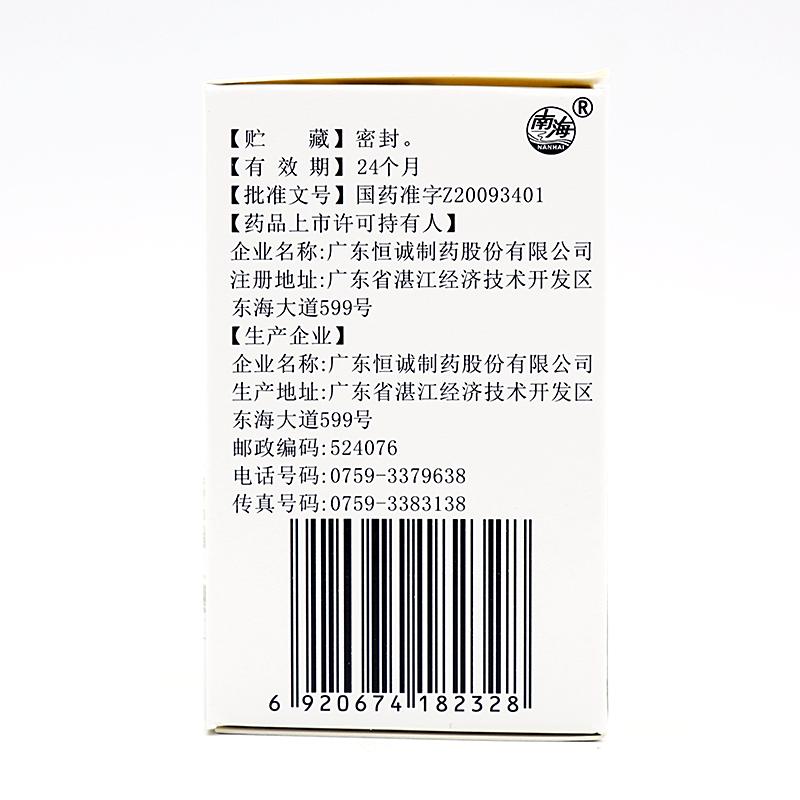 南海®
NANHAI
【贮　　藏】密封。
【有 效 期】24个月
【批准文号】国药准字Z20093401
【药品上市许可持有人】
企业名称:广东恒诚制药股份有限公司
注册地址:广东省湛江经济技术开发区
东海大道599号
【生产企业】
企业名称:广东恒诚制药股份有限公司
生产地址:广东省湛江经济技术开发区
东海大道599号
邮政编码:524076
电话号码:0759-3379638
传真号码:0759-3383138
6 920674 182328